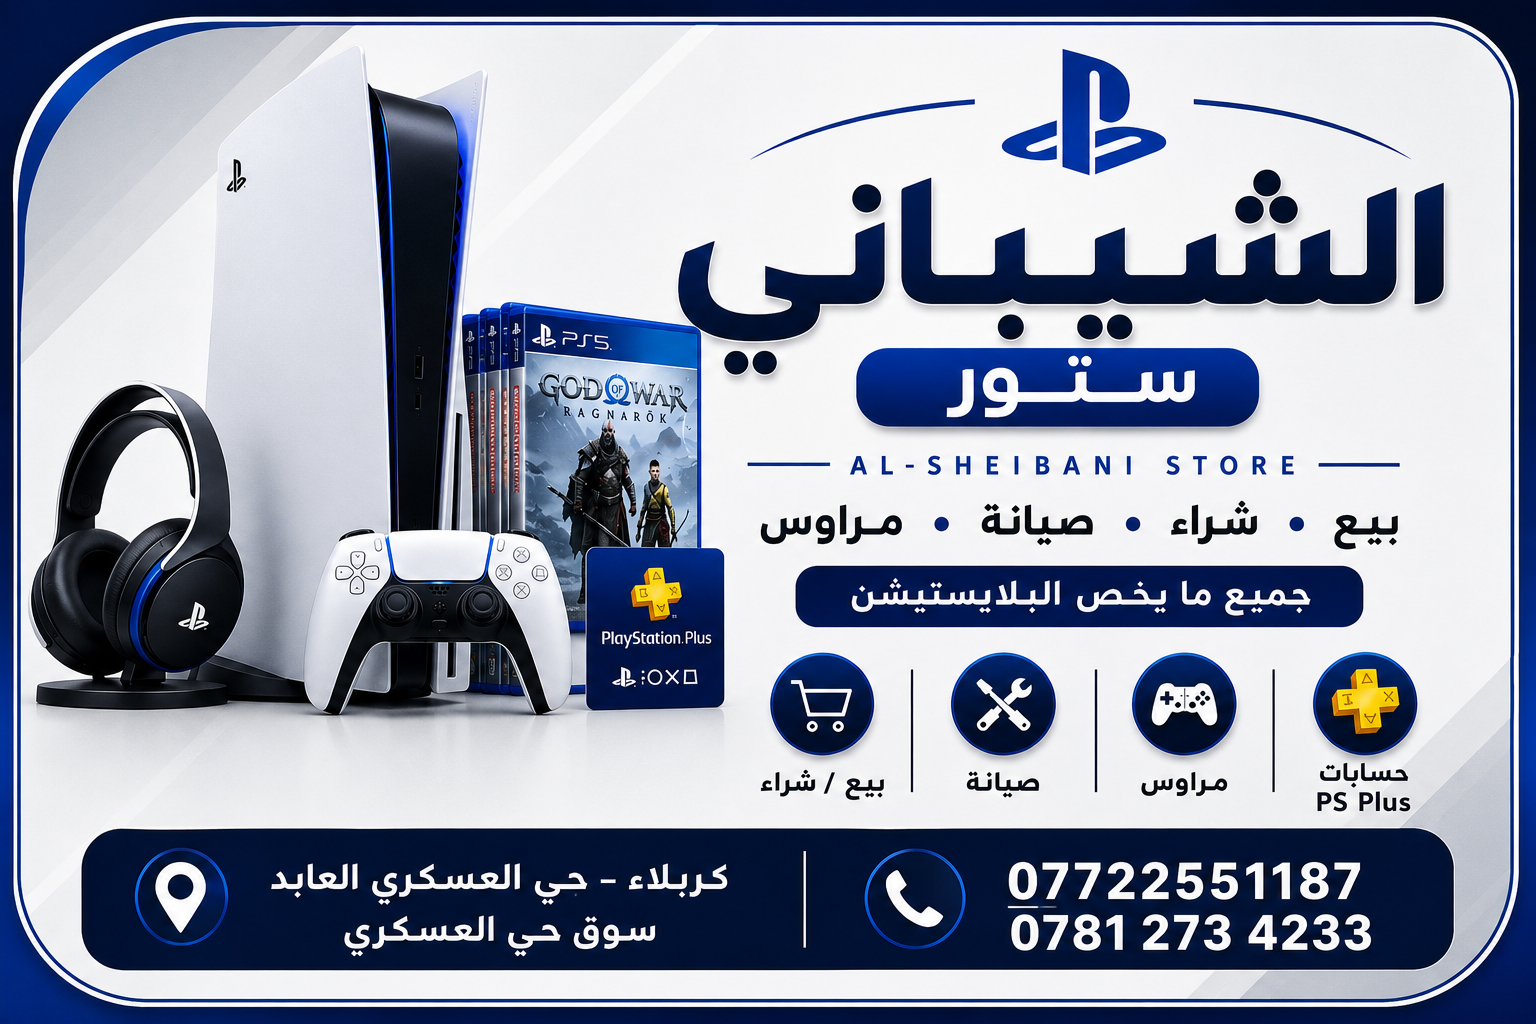 الشيباني
ستور
AL-SHEIBANI STORE
بيع • شراء • صيانة • مراوس
جميع ما يخص البلايستيشن
بيع / شراء
صيانة
مراوس
حسابات
PS Plus
PS5
GOD OF WAR
RAGNARÖK
PlayStation.Plus
كربلاء – حي العسكري العابد
سوق حي العسكري
07722551187
0781 273 4233